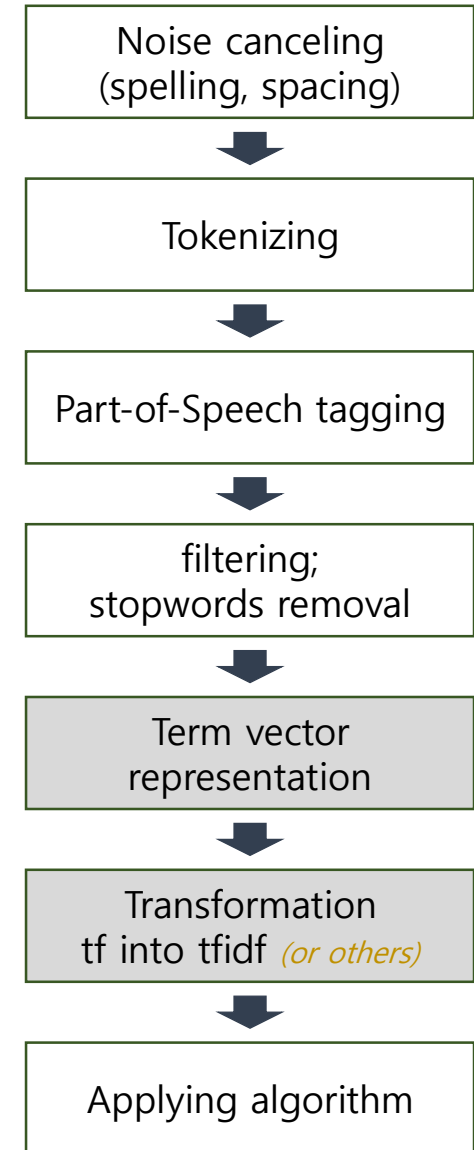 Noise canceling
(spelling, spacing)
Tokenizing
Part-of-Speech tagging
filtering;
stopwords removal
Term vector
representation
Transformation
tf into tfidf (or others)
Applying algorithm